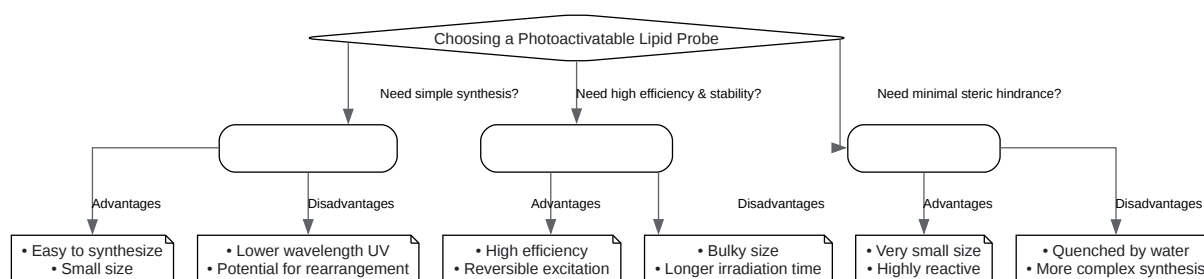 Choosing a Photoactivatable Lipid Probe
Need simple synthesis?
Need high efficiency & stability?
Need minimal steric hindrance?
Advantages
Disadvantages
Advantages
Disadvantages
Advantages
Disadvantages
• Easy to synthesize
• Small size
• Lower wavelength UV
• Potential for rearrangement
• High efficiency
• Reversible excitation
• Bulky size
• Longer irradiation time
• Very small size
• Highly reactive
• Quenched by water
• More complex synthesis